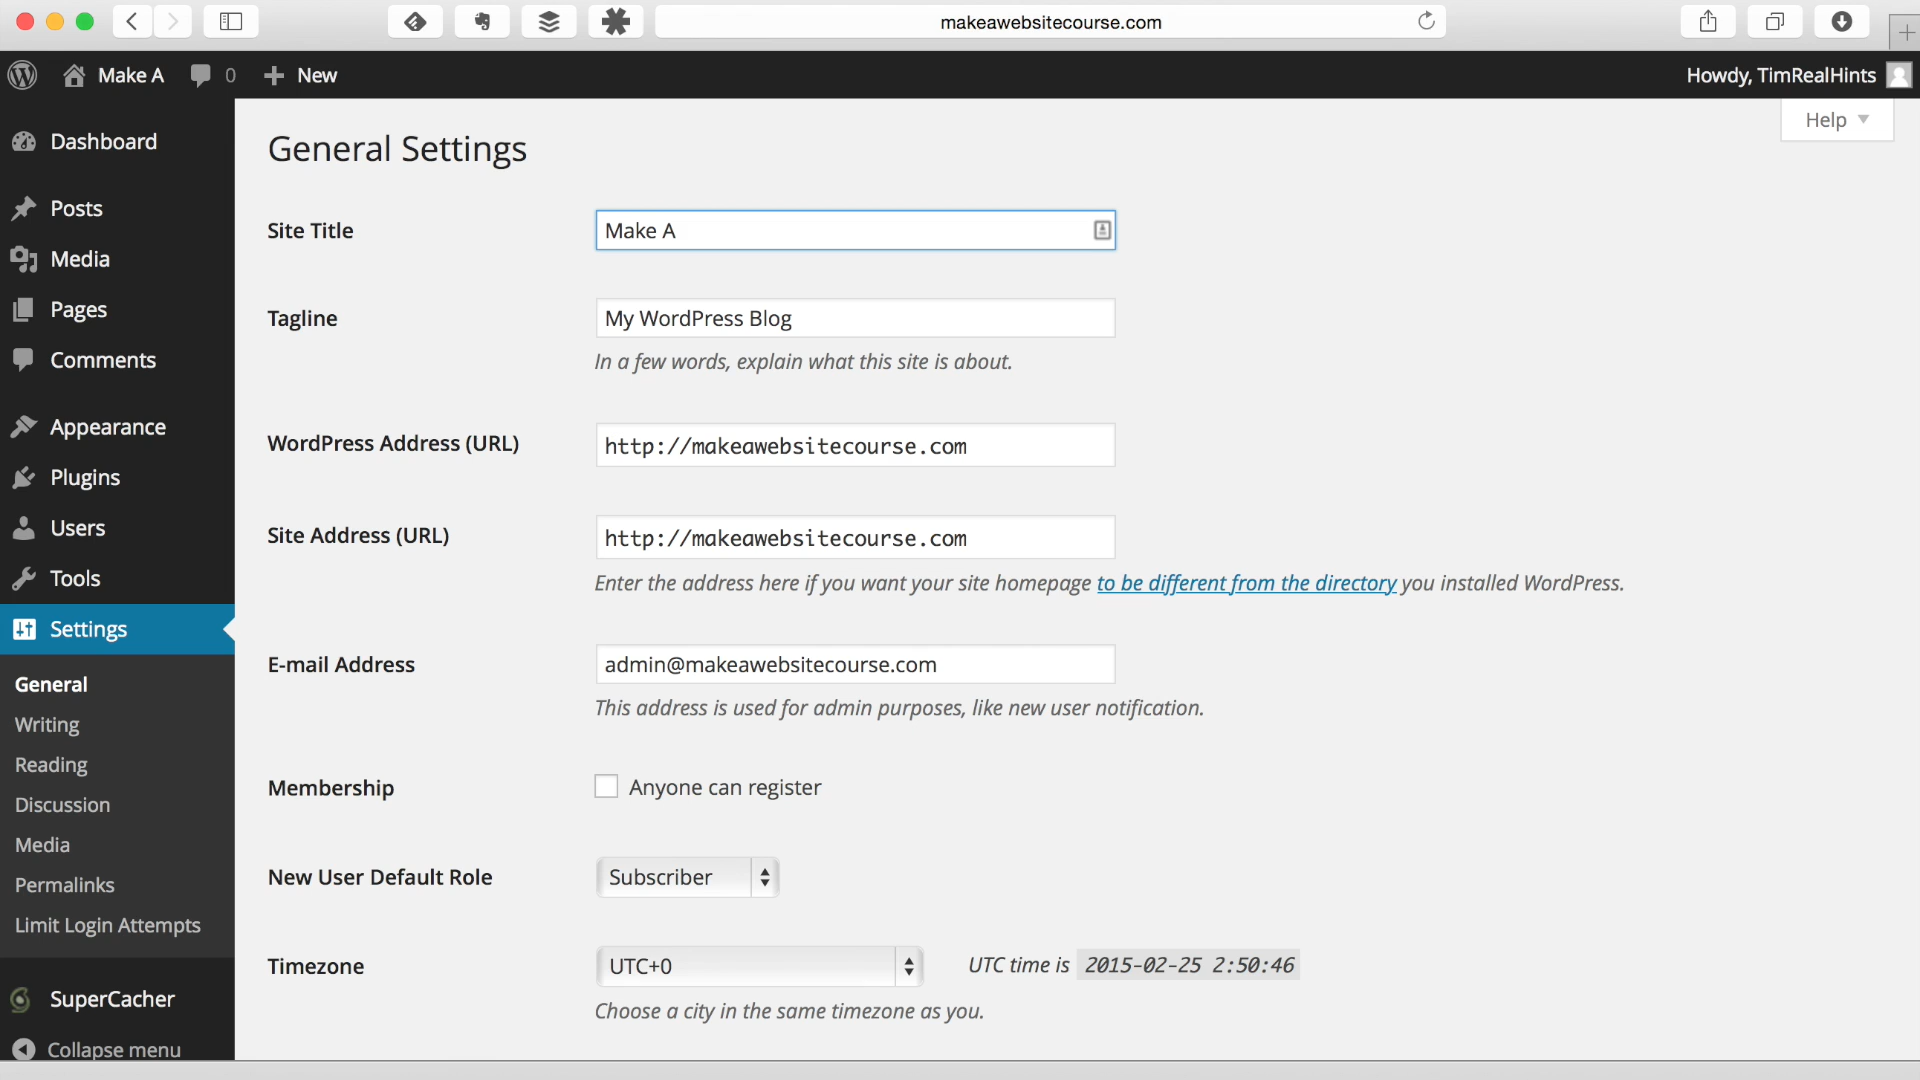 makeawebsitecourse.com
Make A 0 New Howdy, TimRealHints
Help
Dashboard
Posts
Media
Pages
Comments
Appearance
Plugins
Users
Tools
Settings
General
Writing
Reading
Discussion
Media
Permalinks
Limit Login Attempts
SuperCacher
Collapse menu
General Settings
Site Title Make A
Tagline My WordPress Blog
In a few words, explain what this site is about.
WordPress Address (URL) http://makeawebsitecourse.com
Site Address (URL) http://makeawebsitecourse.com
Enter the address here if you want your site homepage to be different from the directory you installed WordPress.
E-mail Address admin@makeawebsitecourse.com
This address is used for admin purposes, like new user notification.
Membership Anyone can register
New User Default Role Subscriber
Timezone UTC+0 UTC time is 2015-02-25 2:50:46
Choose a city in the same timezone as you.